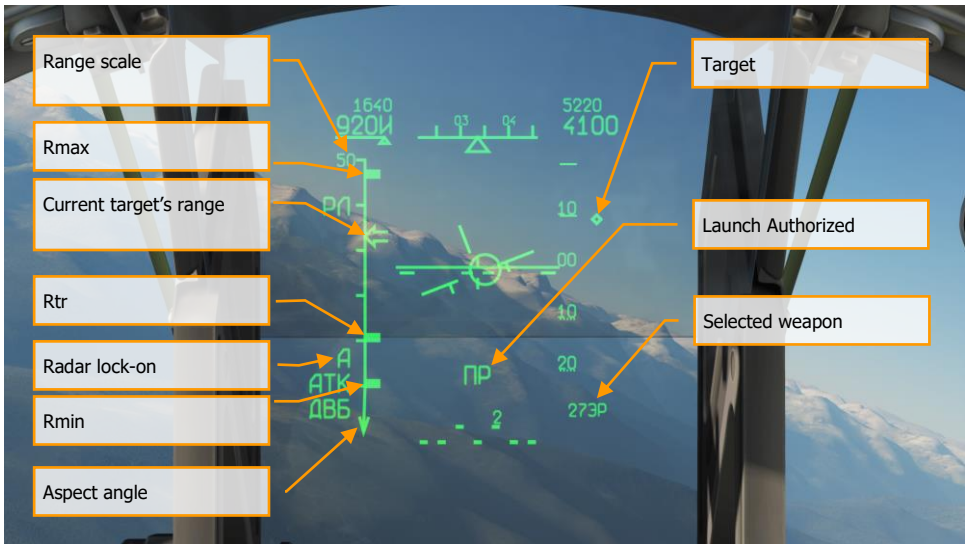 Range scale
Rmax
Current target's range
Rtr
Radar lock-on
Rmin
Aspect angle
Target
Launch Authorized
Selected weapon
1640
920И
03 04
5220
4100
50
РЛ
10
00
10
20
А
АТК
ДВБ
ПР
27ЭР
2